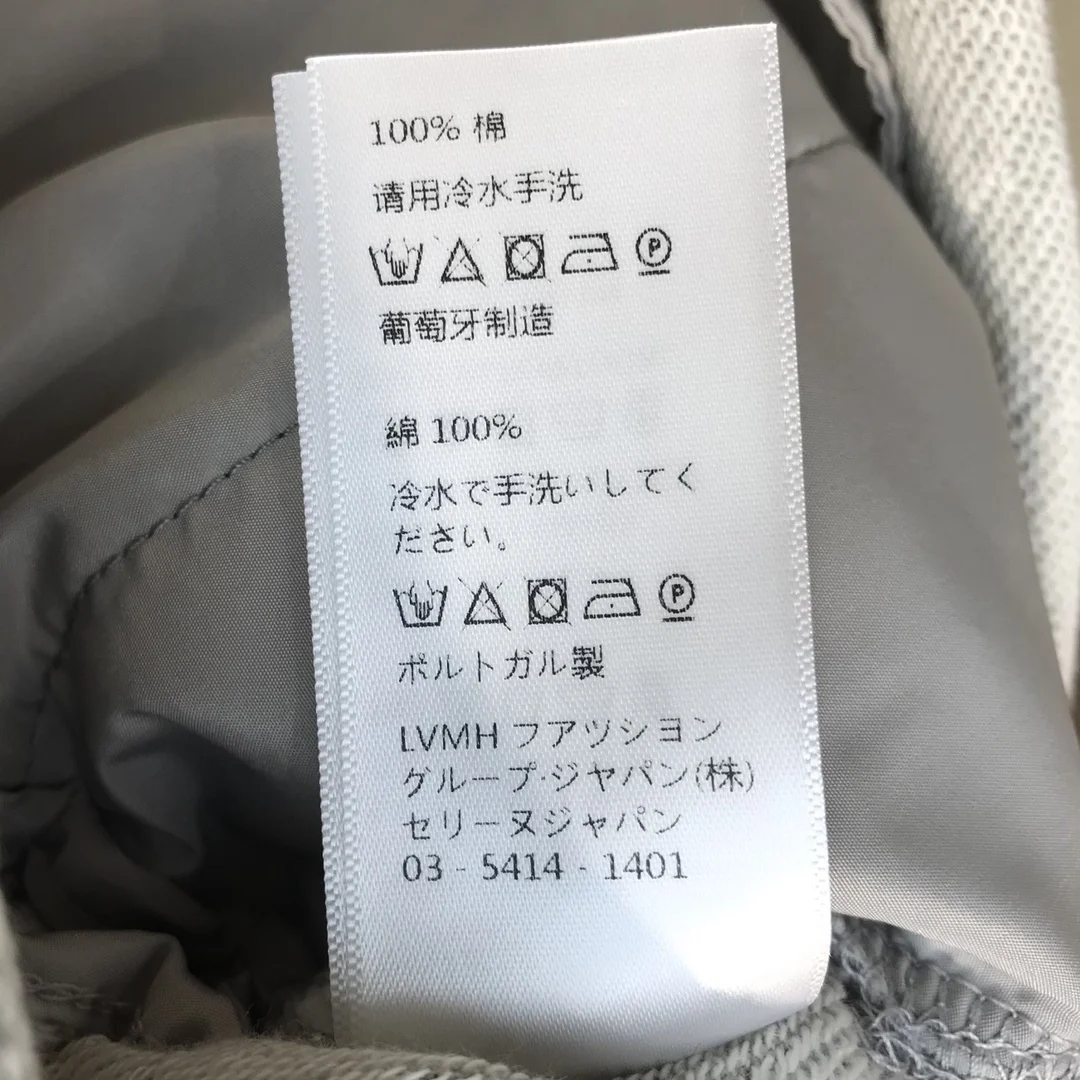 100% 棉
请用冷水手洗
葡萄牙制造
綿 100%
冷水で手洗いしてく
ださい。
ポルトガル製
LVMH フアツシヨン
グループ·ジヤパン(株)
セリーヌジャパン
03 - 5414 - 1401